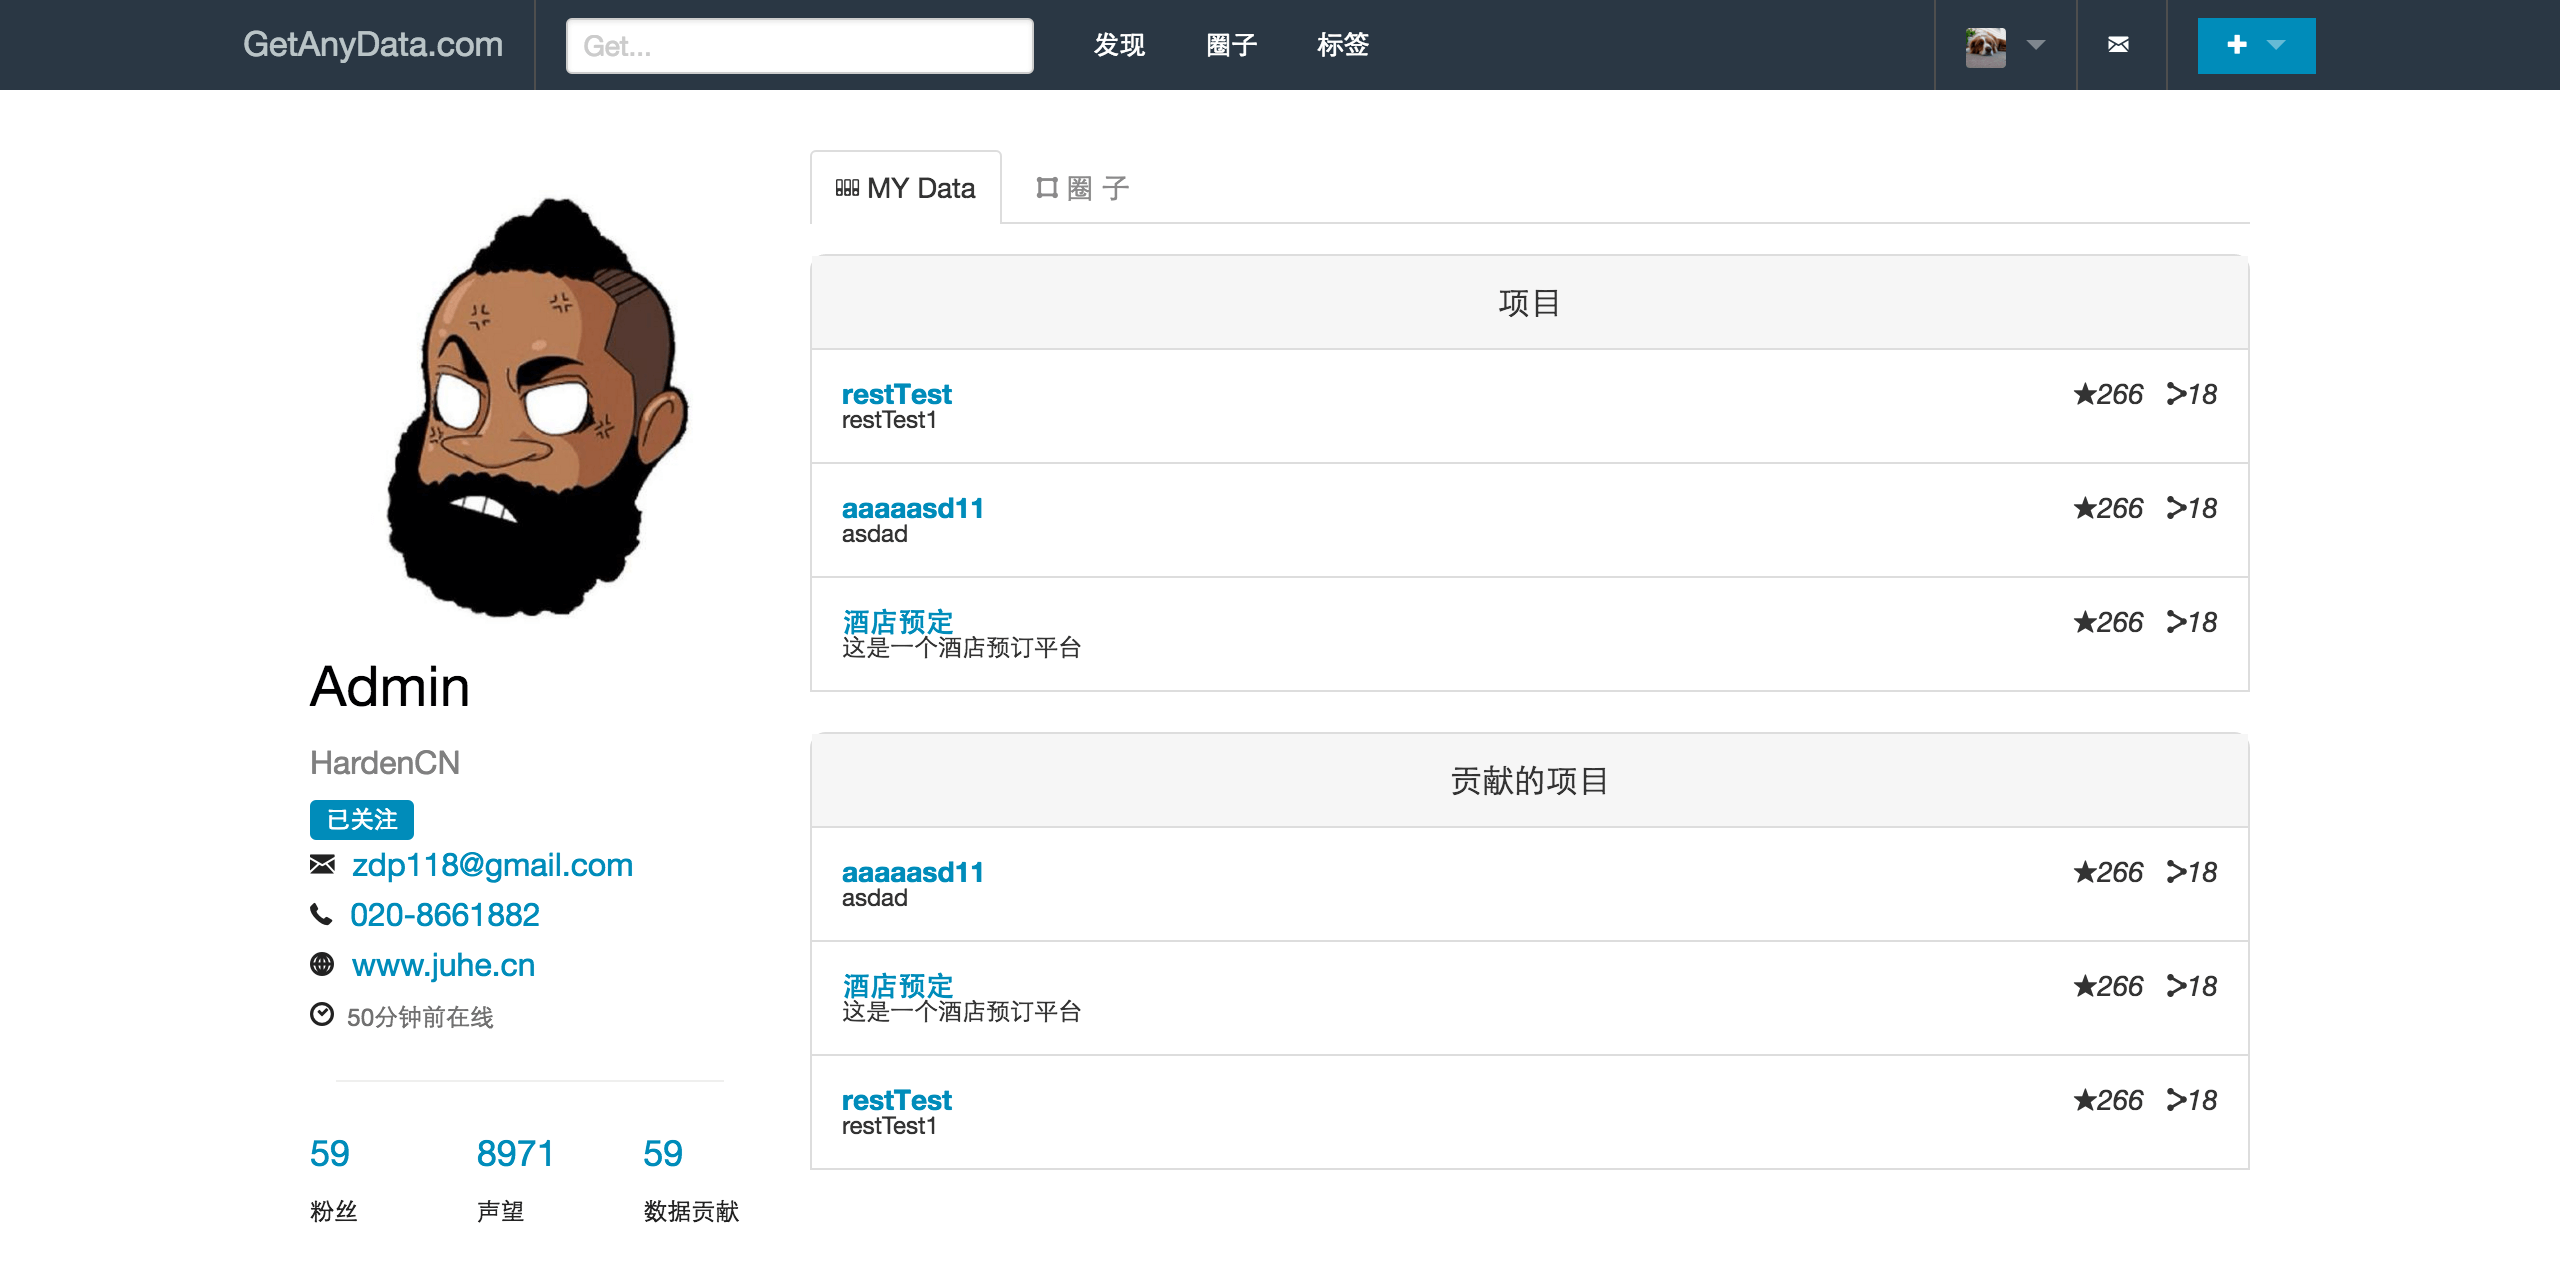 GetAnyData.com Get... 发现 圈子 标签
Admin
HardenCN
已关注
zdp118@gmail.com
020-8661882
www.juhe.cn
50分钟前在线
59 8971 59
粉丝 声望 数据贡献
MY Data 圈 子
项目
restTest ★266 18
restTest1
aaaaasd11 ★266 18
asdad
酒店预定 ★266 18
这是一个酒店预订平台
贡献的项目
aaaaasd11 ★266 18
asdad
酒店预定 ★266 18
这是一个酒店预订平台
restTest ★266 18
restTest1